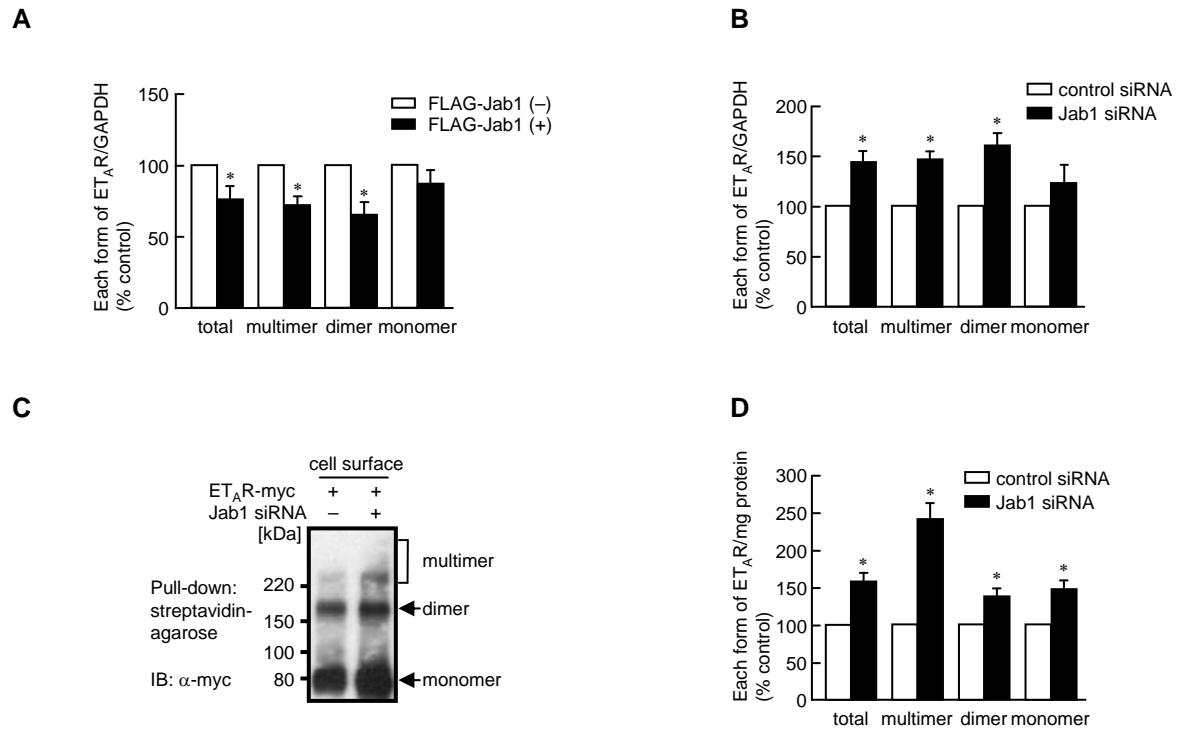 A
Each form of ETAR/GAPDH
(% control)
150
100
50
0
FLAG-Jab1 (–)
FLAG-Jab1 (+)
* * *
total multimer dimer monomer
B
Each form of ETAR/GAPDH
(% control)
200
150
100
50
0
control siRNA
Jab1 siRNA
* * *
total multimer dimer monomer
C
cell surface
ETAR-myc + +
Jab1 siRNA – +
[kDa]
multimer
220
Pull-down:
streptavidin-
agarose
dimer
150
100
IB: α-myc
80
monomer
D
Each form of ETAR/mg protein
(% control)
300
250
200
150
100
50
0
control siRNA
Jab1 siRNA
* * * *
total multimer dimer monomer